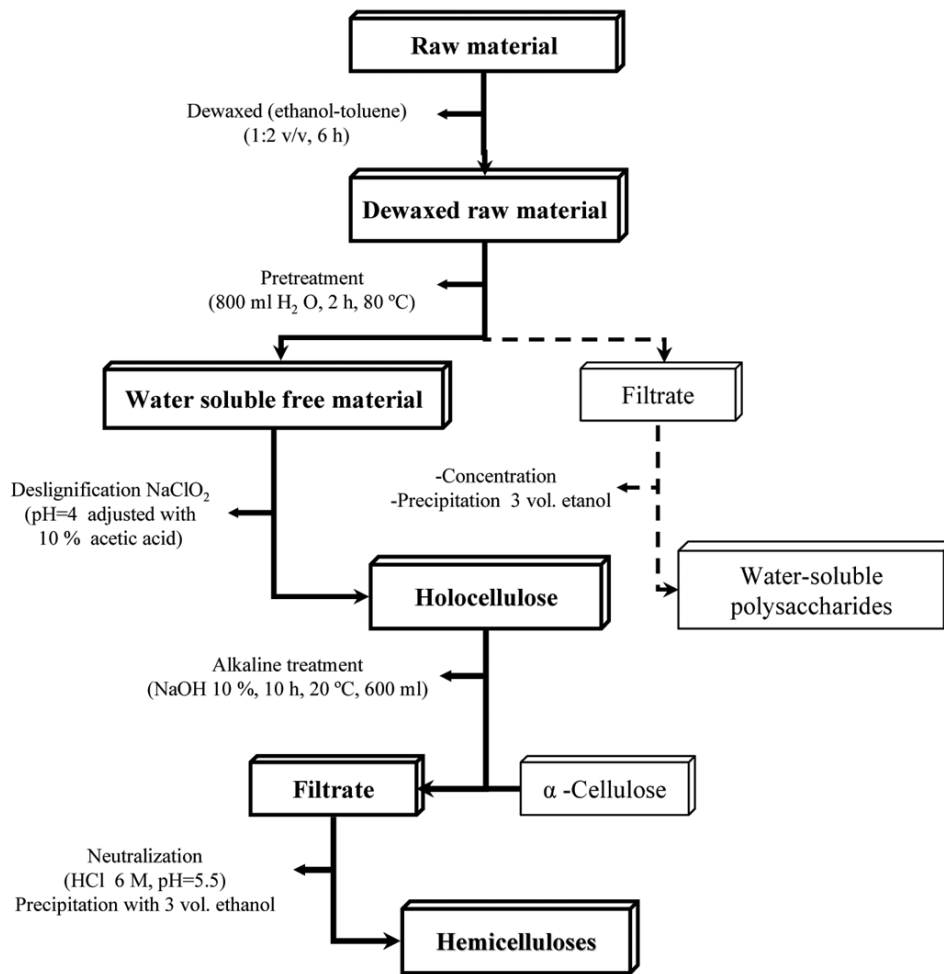 Raw material
Dewaxed (ethanol-toluene)
(1:2 v/v, 6 h)
Dewaxed raw material
Pretreatment
(800 ml H₂ O, 2 h, 80 ºC)
Water soluble free material
Filtrate
Deslignification NaClO₂
(pH=4 adjusted with
10 % acetic acid)
-Concentration
-Precipitation 3 vol. etanol
Water-soluble
polysaccharides
Holocellulose
Alkaline treatment
(NaOH 10 %, 10 h, 20 ºC, 600 ml)
Filtrate
α -Cellulose
Neutralization
(HCl 6 M, pH=5.5)
Precipitation with 3 vol. ethanol
Hemicelluloses